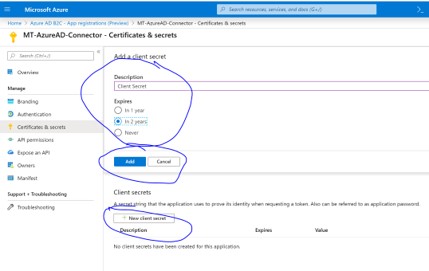 Microsoft Azure
Search resources, services, and docs (G+/)
Home > Azure AD B2C - App registrations (Preview) > MT-AzureAD-Connector - Certificates & secrets
MT-AzureAD-Connector - Certificates & secrets
Search (Cmd+/)
Overview
Manage
Branding
Authentication
Certificates & secrets
API permissions
Expose an API
Owners
Manifest
Support + Troubleshooting
Troubleshooting
Add a client secret
Description
Client Secret
Expires
In 1 year
In 2 years
Never
Add Cancel
Client secrets
A secret string that the application uses to prove its identity when requesting a token. Also can be referred to as application password.
+ New client secret
Description Expires Value
No client secrets have been created for this application.